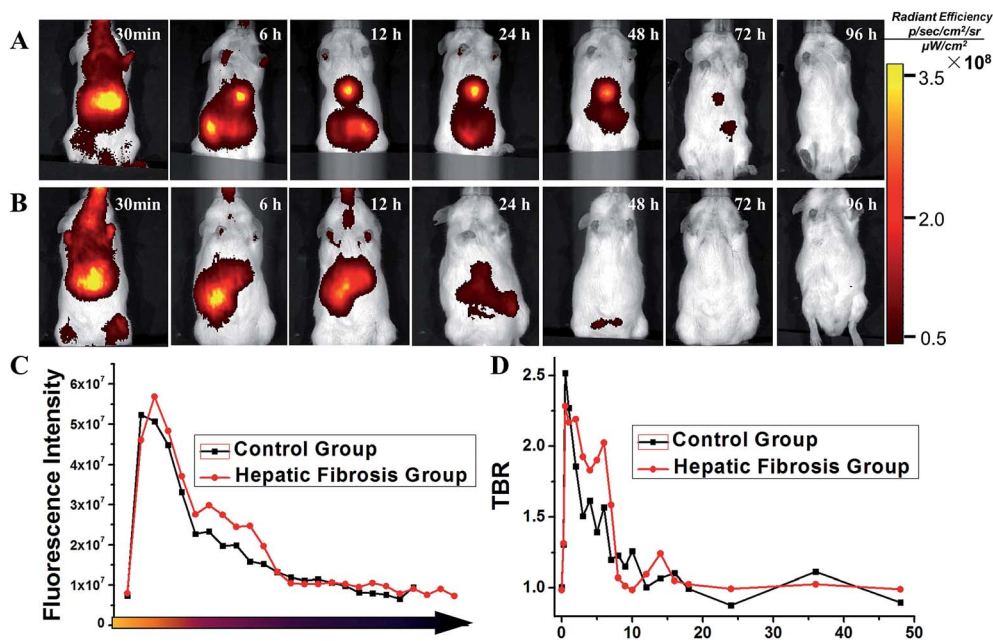 A
30min
6 h
12 h
24 h
48 h
72 h
96 h
Radiant Efficiency
p/sec/cm²/sr
μW/cm²
×10⁸
3.5
2.0
0.5
B
30min
6 h
12 h
24 h
48 h
72 h
96 h
C
Fluorescence Intensity
6x10⁷
5x10⁷
4x10⁷
3x10⁷
2x10⁷
1x10⁷
0
Control Group
Hepatic Fibrosis Group
D
TBR
2.5
2.0
1.5
1.0
Control Group
Hepatic Fibrosis Group
0
10
20
30
40
50